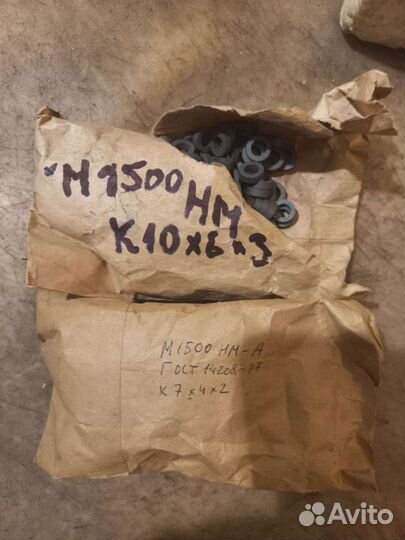 М1500
НМ
К10х6х3
М1500 НМ-А
ГОСТ 14208-77
К7х4х2
Avito